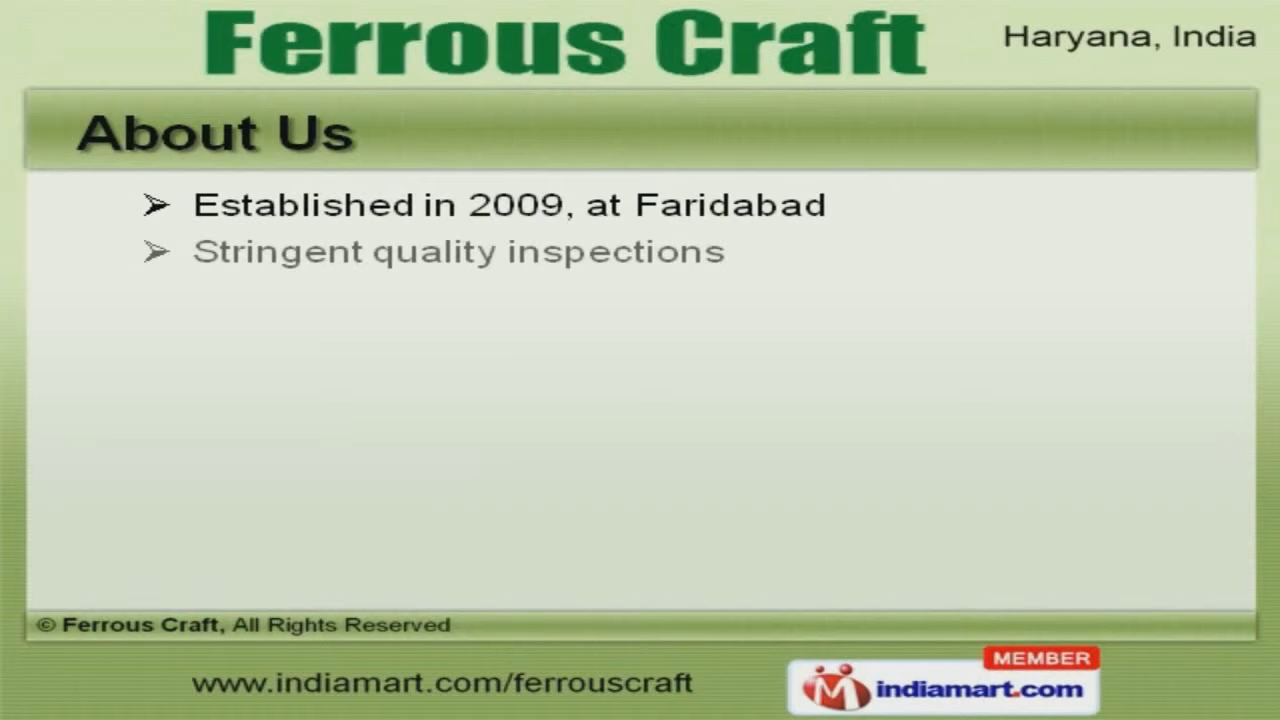 Ferrous Craft
Haryana, India
About Us
➢ Established in 2009, at Faridabad
➢ Stringent quality inspections
© Ferrous Craft, All Rights Reserved
www.indiamart.com/ferrouscraft
MEMBER
indiamart.com